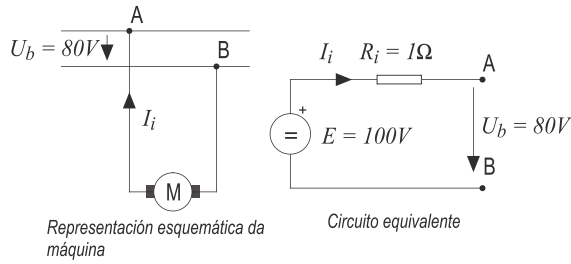 A
U_b = 80V
B
I_i
M
Representación esquemática da
máquina
I_i
R_i = 1Ω
A
+
=
E = 100V
U_b = 80V
B
Circuito equivalente